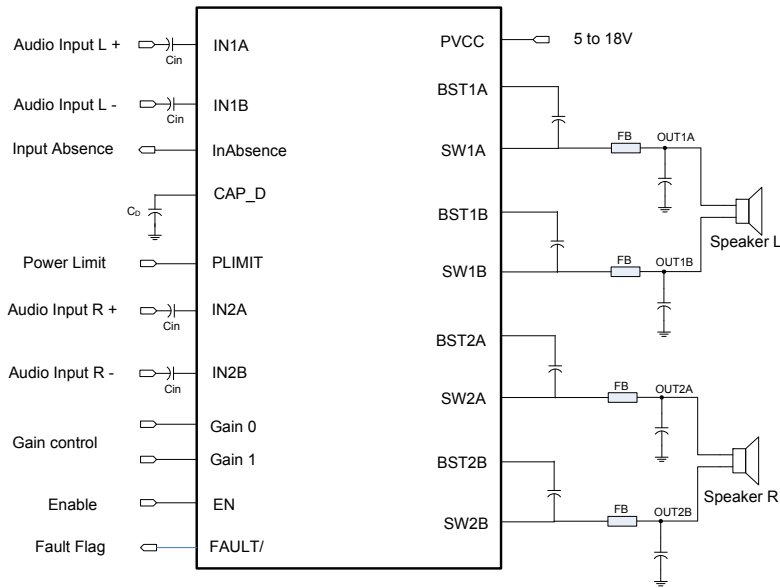 Audio Input L +
Cin
IN1A
Audio Input L -
Cin
IN1B
Input Absence
InAbsence
CAP_D
CD
Power Limit
PLIMIT
Audio Input R +
Cin
IN2A
Audio Input R -
Cin
IN2B
Gain control
Gain 0
Gain 1
Enable
EN
Fault Flag
FAULT/
PVCC
5 to 18V
BST1A
SW1A
FB
OUT1A
BST1B
Speaker L
SW1B
FB
OUT1B
BST2A
SW2A
FB
OUT2A
BST2B
Speaker R
SW2B
FB
OUT2B